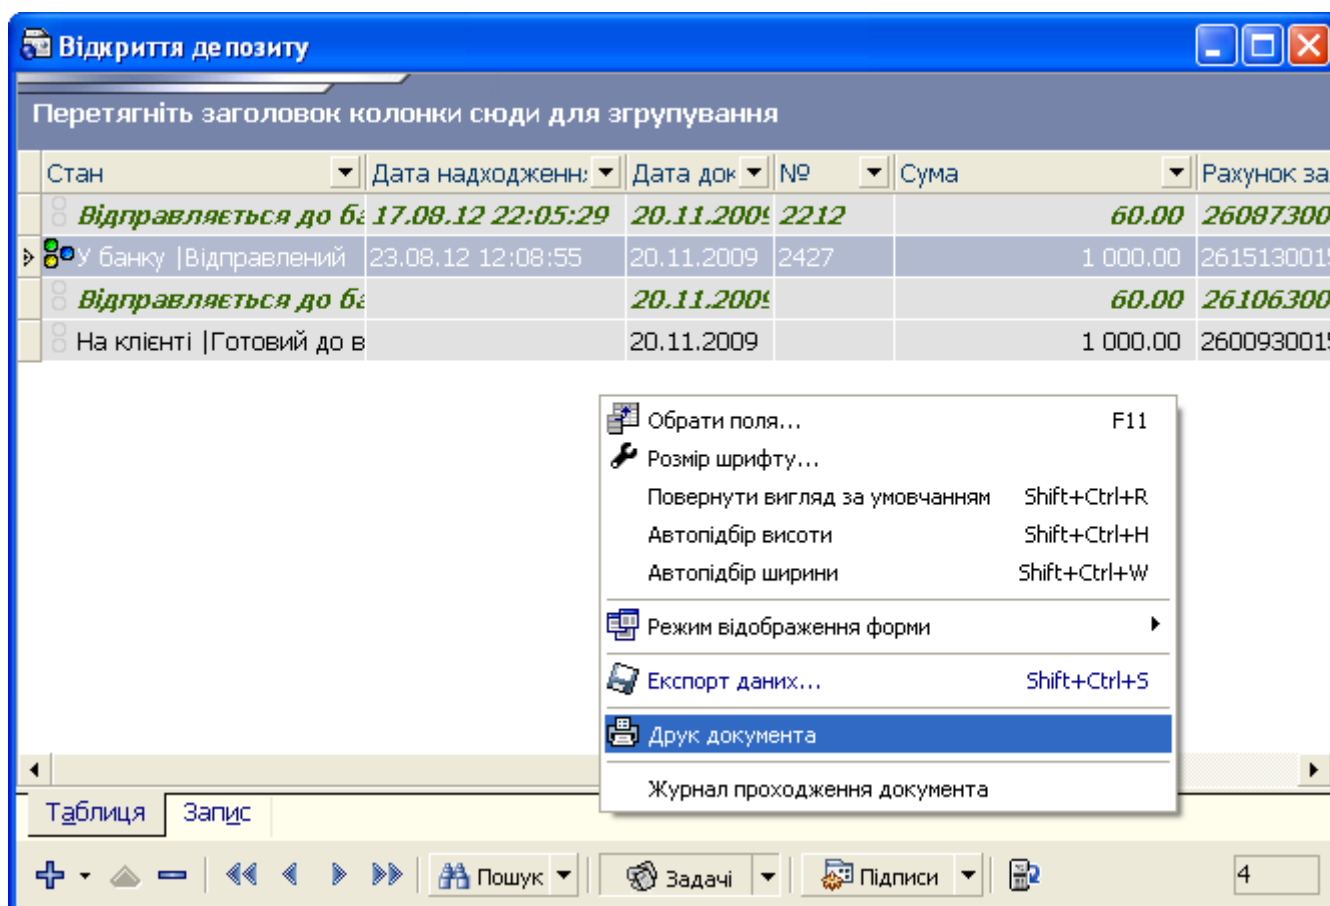 Відкриття депозиту
Перетягніть заголовок колонки сюди для згрупування
Стан Дата надходженн Дата док № Сума Рахунок за
Відправляється до ба 17.08.12 22:05:29 20.11.2009 2212 60.00 26087300
У банку |Відправлений 23.08.12 12:08:55 20.11.2009 2427 1 000.00 261513001
Відправляється до ба 20.11.2009 60.00 26106300
На клієнті |Готовий до в 20.11.2009 1 000.00 260093001
Обрати поля... F11
Розмір шрифту...
Повернути вигляд за умовчанням Shift+Ctrl+R
Автопідбір висоти Shift+Ctrl+H
Автопідбір ширини Shift+Ctrl+W
Режим відображення форми
Експорт даних... Shift+Ctrl+S
Друк документа
Журнал проходження документа
Таблиця Запис
Пошук Задачі Підписи 4